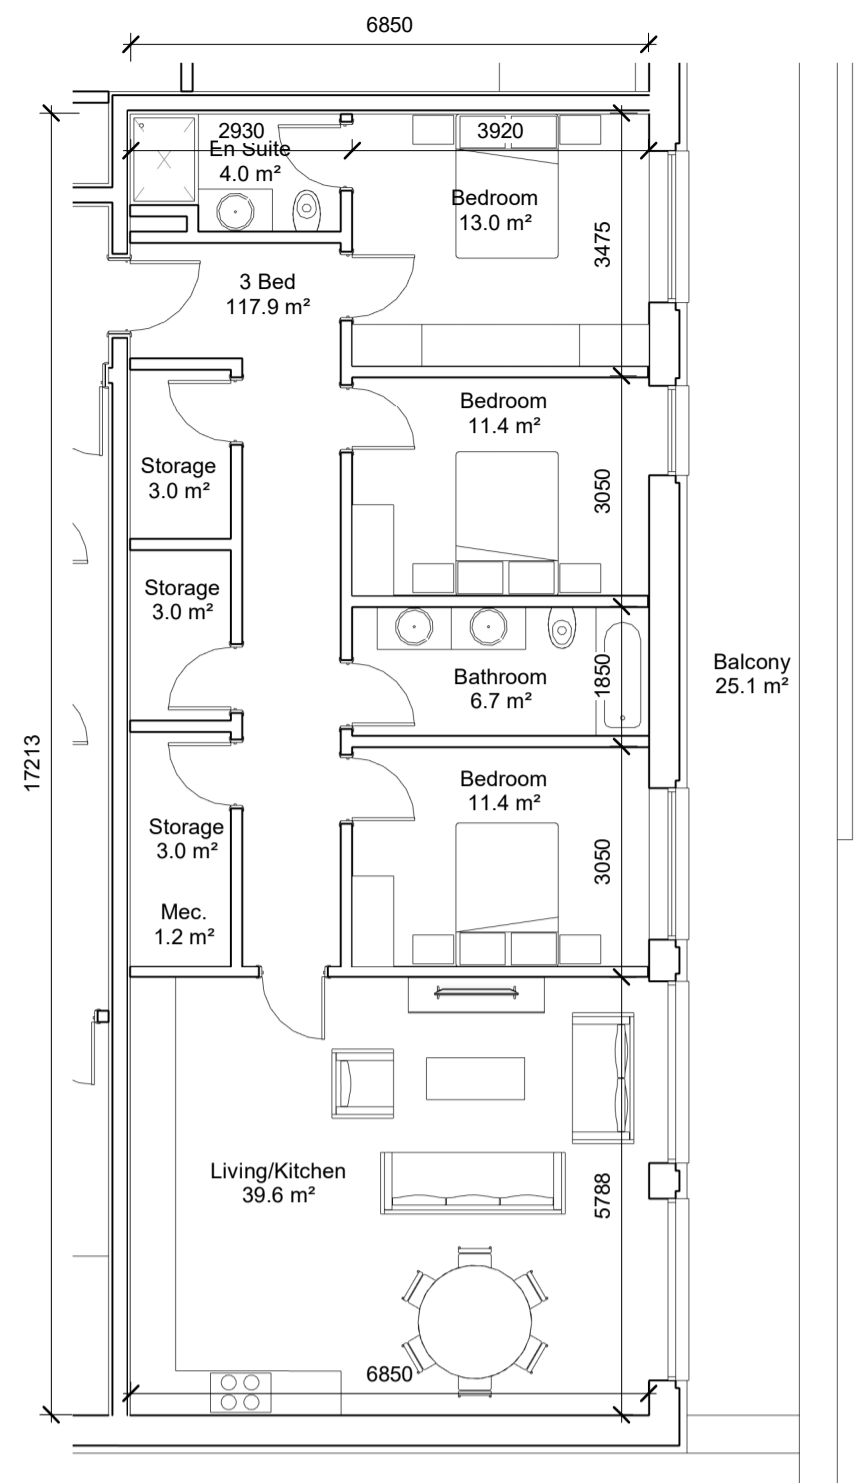 6850
2930
3920
En Suite
4.0 m²
Bedroom
13.0 m²
3475
3 Bed
117.9 m²
Bedroom
11.4 m²
Storage
3.0 m²
3050
Storage
3.0 m²
Bathroom
6.7 m²
1850
Balcony
25.1 m²
17213
Bedroom
11.4 m²
Storage
3.0 m²
3050
Mec.
1.2 m²
Living/Kitchen
39.6 m²
5788
6850